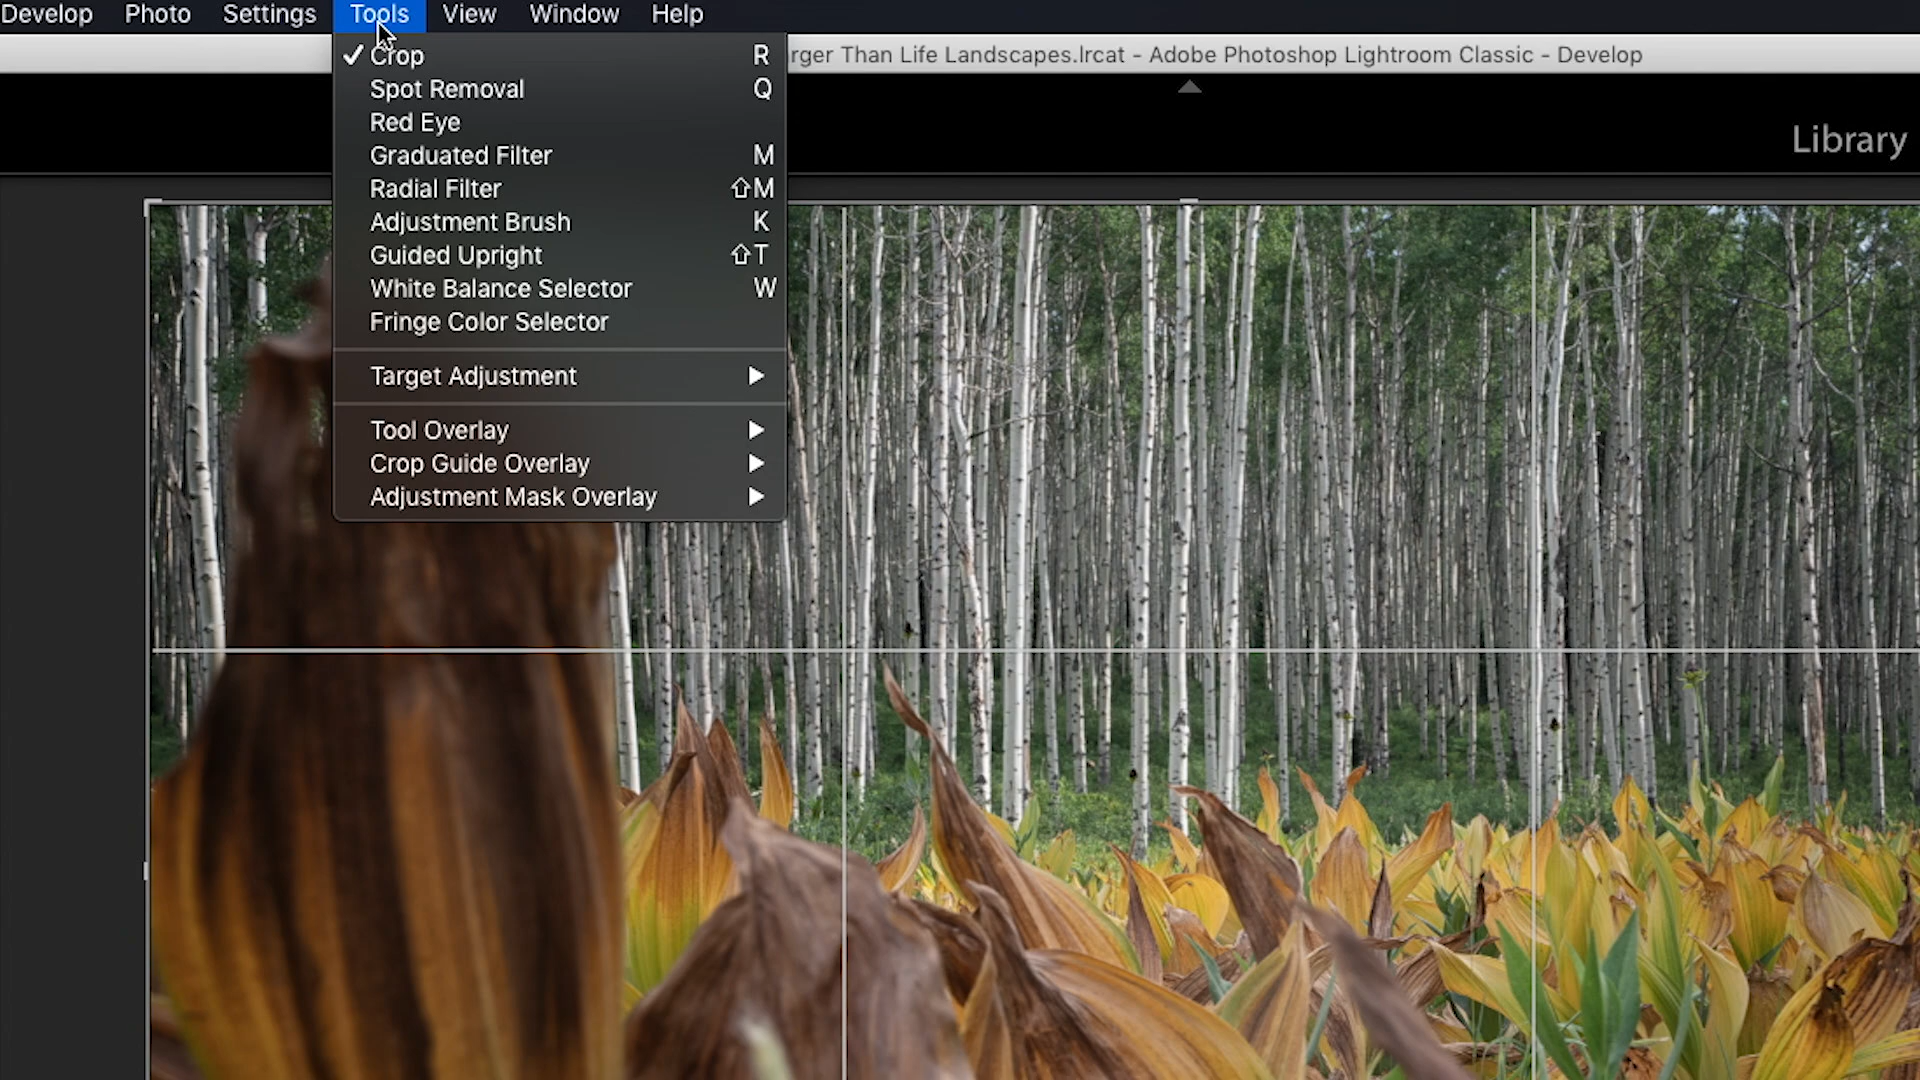 Develop Photo Settings Tools View Window Help
Crop R
rger Than Life Landscapes.lrcat - Adobe Photoshop Lightroom Classic - Develop
Spot Removal Q
Red Eye
Library
Graduated Filter M
Radial Filter ⇧M
Adjustment Brush K
Guided Upright ⇧T
White Balance Selector W
Fringe Color Selector
Target Adjustment
Tool Overlay
Crop Guide Overlay
Adjustment Mask Overlay